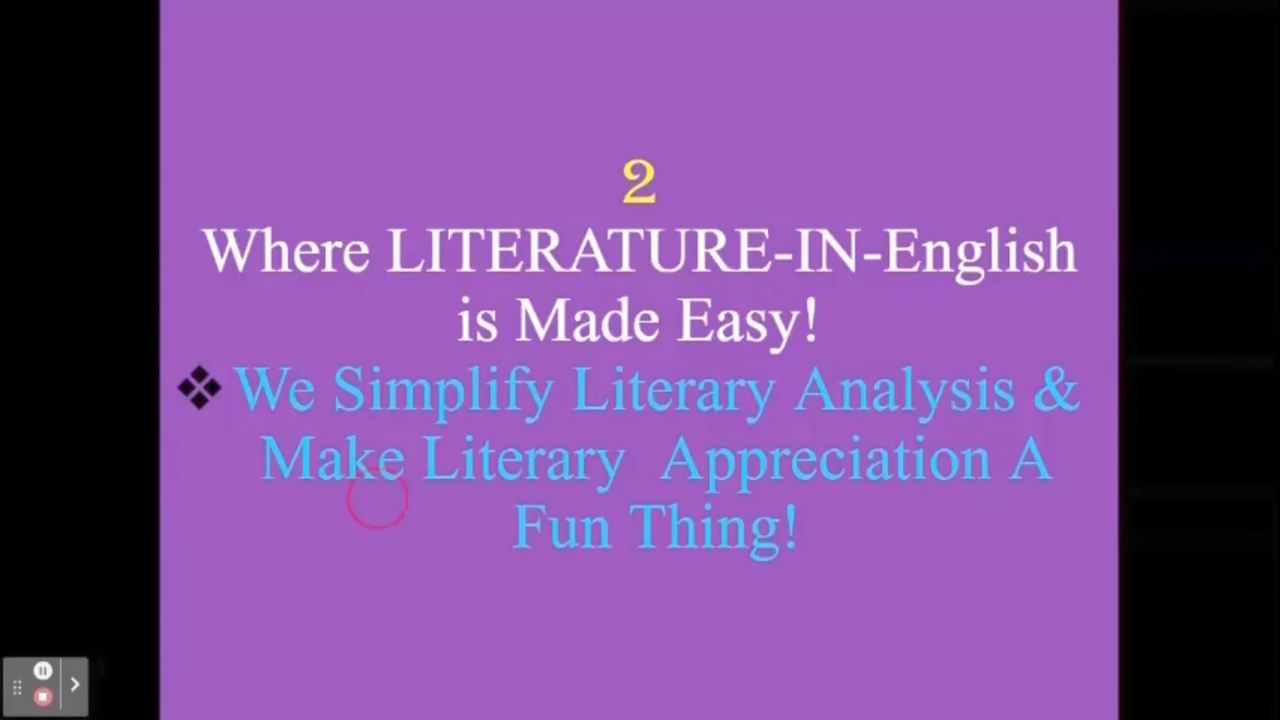 2
Where LITERATURE-IN-English
is Made Easy!
❖ We Simplify Literary Analysis &
Make Literary Appreciation A
Fun Thing!